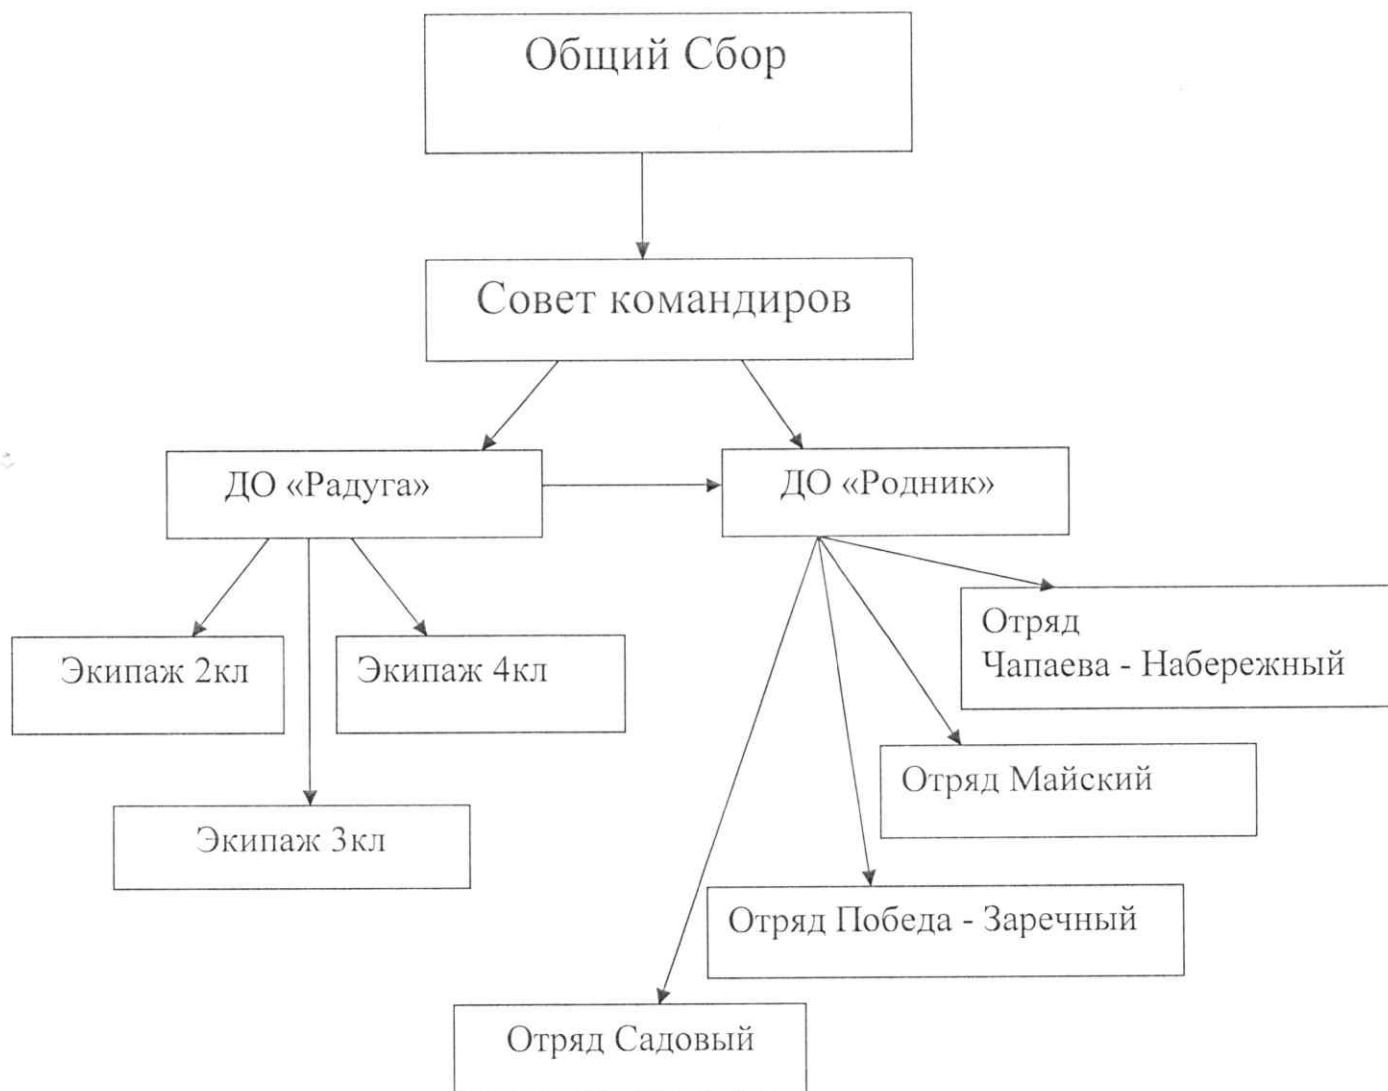 Общий Сбор
Совет командиров
ДО «Радуга»
ДО «Родник»
Экипаж 2кл
Экипаж 4кл
Экипаж 3кл
Отряд
Чапаева - Набережный
Отряд Майский
Отряд Победа - Заречный
Отряд Садовый